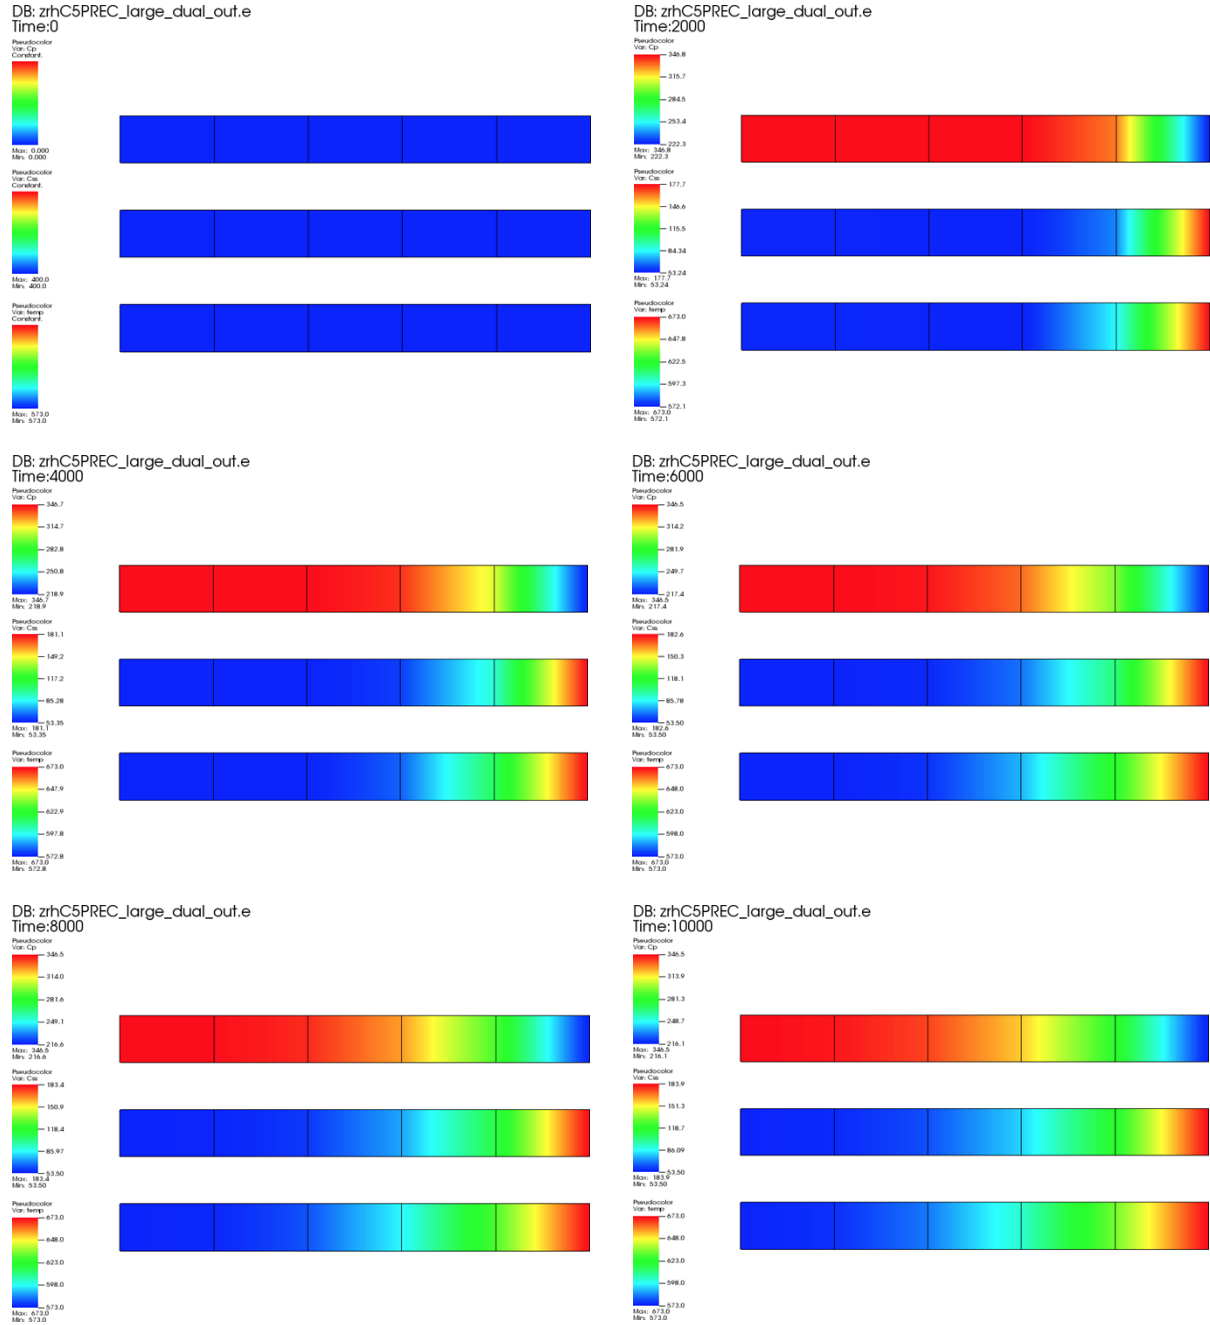 DB: zrhC5PREC_large_dual_out.e
Time:0
Pseudocolor
Var: Cp
Constant.
Max: 0.000
Min: 0.000
Pseudocolor
Var: Css
Constant.
Max: 400.0
Min: 400.0
Pseudocolor
Var: temp
Constant.
Max: 573.0
Min: 573.0
DB: zrhC5PREC_large_dual_out.e
Time:2000
Pseudocolor
Var: Cp
346.8
315.7
284.5
253.4
222.3
Max: 346.8
Min: 222.3
Pseudocolor
Var: Css
177.7
146.6
115.5
84.34
53.24
Max: 177.7
Min: 53.24
Pseudocolor
Var: temp
673.0
647.8
622.5
597.3
572.1
Max: 673.0
Min: 572.1
DB: zrhC5PREC_large_dual_out.e
Time:4000
Pseudocolor
Var: Cp
346.7
314.7
282.8
250.8
218.9
Max: 346.7
Min: 218.9
Pseudocolor
Var: Css
181.1
149.2
117.2
85.28
53.35
Max: 181.1
Min: 53.35
Pseudocolor
Var: temp
673.0
647.9
622.9
597.8
572.8
Max: 673.0
Min: 572.8
DB: zrhC5PREC_large_dual_out.e
Time:6000
Pseudocolor
Var: Cp
346.5
314.2
281.9
249.7
217.4
Max: 346.5
Min: 217.4
Pseudocolor
Var: Css
182.6
150.3
118.1
85.78
53.50
Max: 182.6
Min: 53.50
Pseudocolor
Var: temp
673.0
648.0
623.0
598.0
573.0
Max: 673.0
Min: 573.0
DB: zrhC5PREC_large_dual_out.e
Time:8000
Pseudocolor
Var: Cp
346.5
314.0
281.6
249.1
216.6
Max: 346.5
Min: 216.6
Pseudocolor
Var: Css
183.4
150.9
118.4
85.97
53.50
Max: 183.4
Min: 53.50
Pseudocolor
Var: temp
673.0
648.0
623.0
598.0
573.0
Max: 673.0
Min: 573.0
DB: zrhC5PREC_large_dual_out.e
Time:10000
Pseudocolor
Var: Cp
346.5
313.9
281.3
248.7
216.1
Max: 346.5
Min: 216.1
Pseudocolor
Var: Css
183.9
151.3
118.7
86.09
53.50
Max: 183.9
Min: 53.50
Pseudocolor
Var: temp
673.0
648.0
623.0
598.0
573.0
Max: 673.0
Min: 573.0